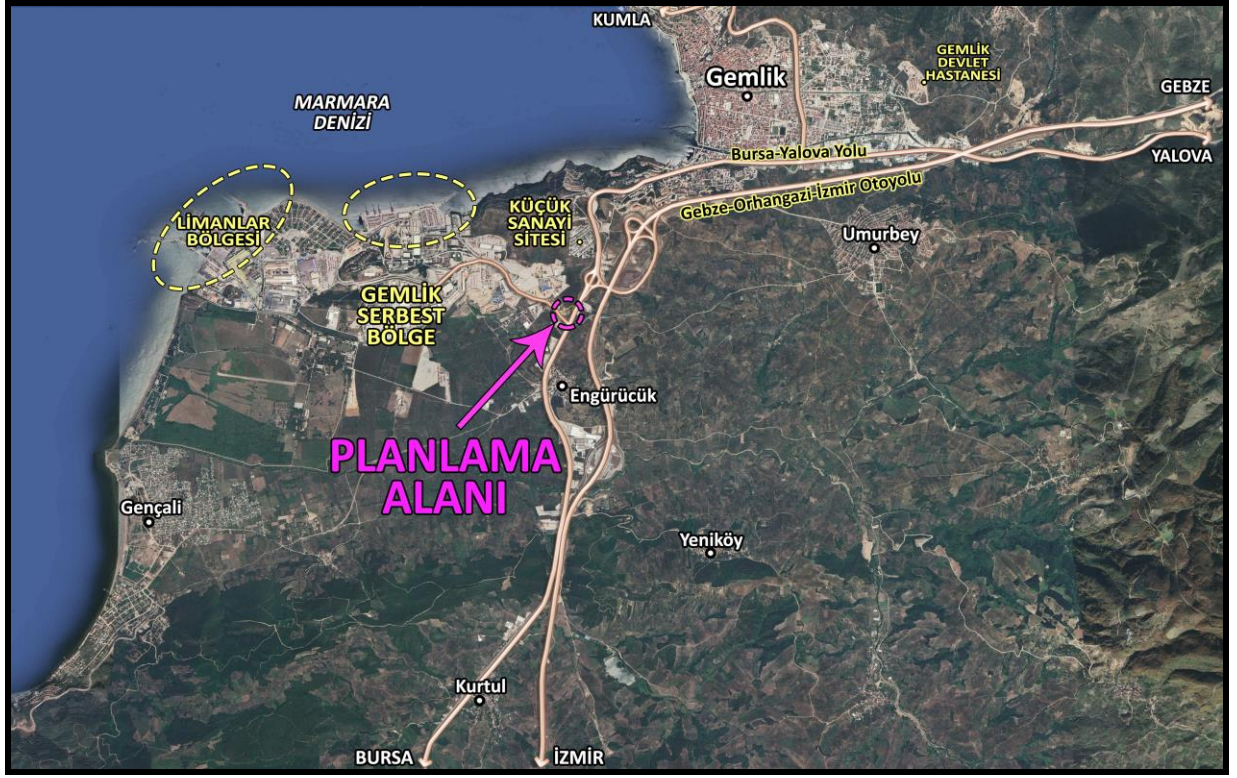 KUMLA
GEMLİK
DEVLET
HASTANESİ
Gemlik
GEBZE
MARMARA
DENİZİ
Bursa-Yalova Yolu
YALOVA
Gebze-Orhangazi-İzmir Otoyolu
LİMANLAR
BÖLGESİ
KÜÇÜK
SANAYİ
SİTESİ
Umurbey
GEMLİK
SERBEST
BÖLGE
Engürücük
PLANLAMA
ALANI
Gençali
Yeniköy
Kurtul
BURSA
İZMİR